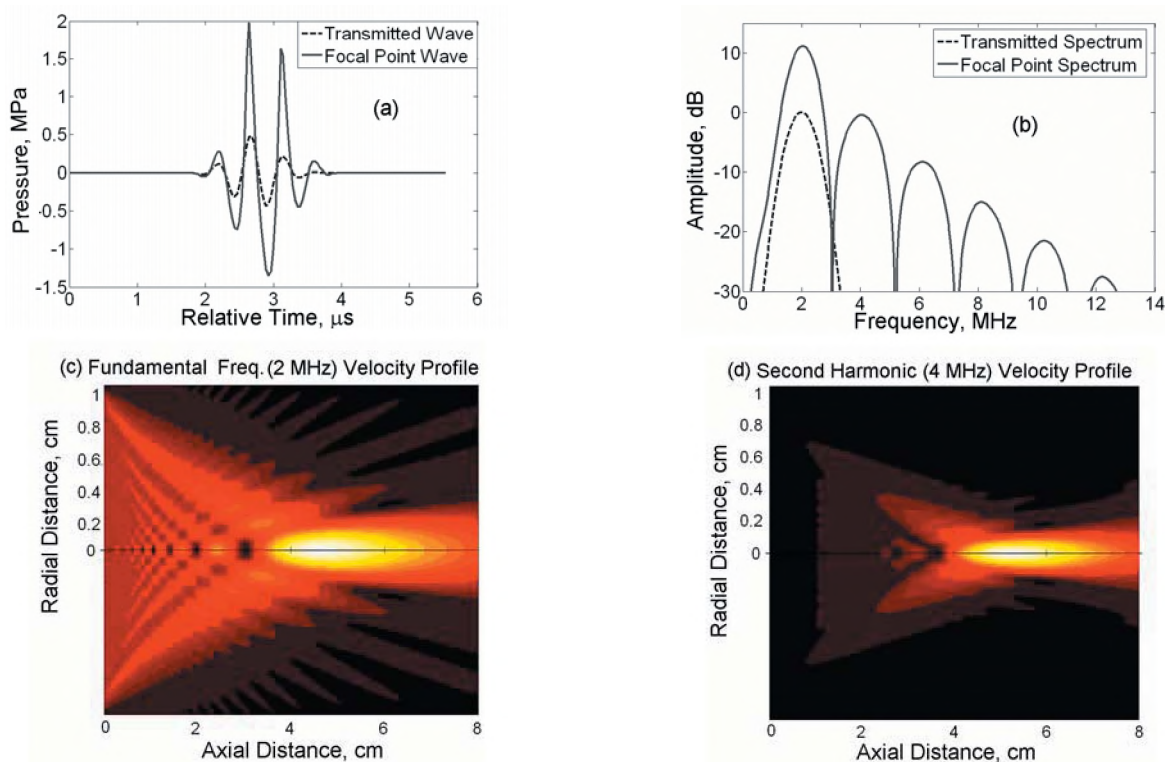 2
1.5
1
0.5
0
-0.5
-1
-1.5
Pressure, MPa
Transmitted Wave
Focal Point Wave
(a)
0 1 2 3 4 5 6
Relative Time, μs
10
0
-10
-20
-30
Amplitude, dB
Transmitted Spectrum
Focal Point Spectrum
(b)
0 2 4 6 8 10 12 14
Frequency, MHz
(c) Fundamental Freq. (2 MHz) Velocity Profile
1
0.8
0.6
0.4
0.2
0
Radial Distance, cm
0 2 4 6 8
Axial Distance, cm
(d) Second Harmonic (4 MHz) Velocity Profile
1
0.8
0.6
0.4
0.2
0
Radial Distance, cm
0 2 4 6 8
Axial Distance, cm